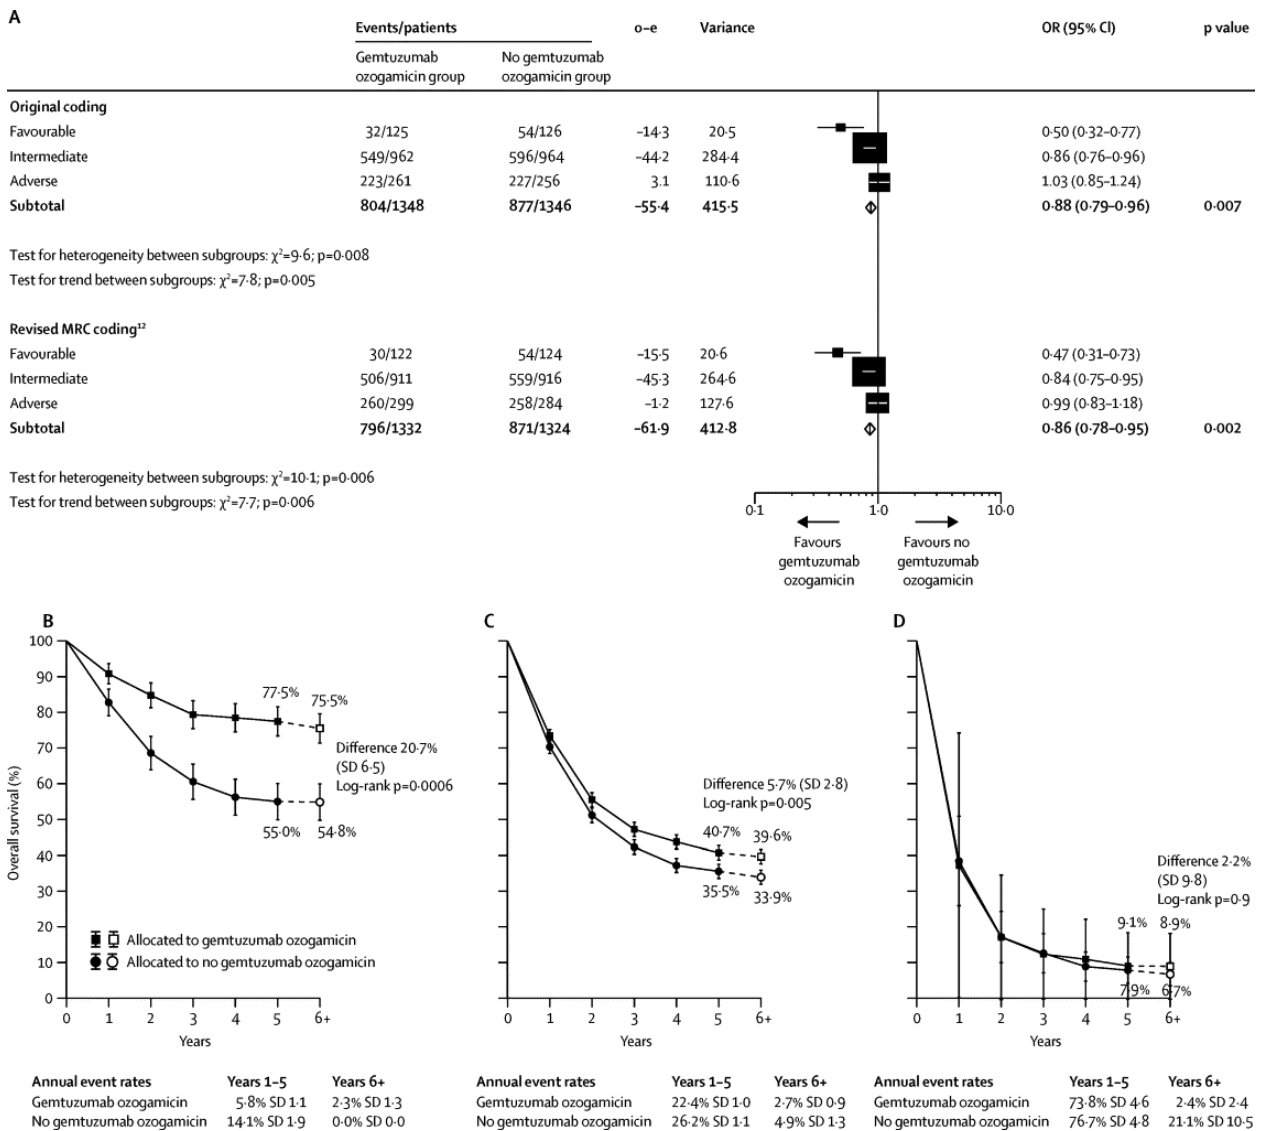 A
Events/patients o–e Variance OR (95% CI) p value
Gemtuzumab ozogamicin group No gemtuzumab ozogamicin group
Original coding
Favourable 32/125 54/126 –14·3 20·5 0·50 (0·32–0·77)
Intermediate 549/962 596/964 –44·2 284·4 0·86 (0·76–0·96)
Adverse 223/261 227/256 3.1 110·6 1·03 (0·85–1·24)
Subtotal 804/1348 877/1346 –55·4 415·5 0·88 (0·79–0·96) 0·007
Test for heterogeneity between subgroups: χ²=9·6; p=0·008
Test for trend between subgroups: χ²=7·8; p=0·005
Revised MRC coding¹²
Favourable 30/122 54/124 –15·5 20·6 0·47 (0·31–0·73)
Intermediate 506/911 559/916 –45·3 264·6 0·84 (0·75–0·95)
Adverse 260/299 258/284 –1·2 127·6 0·99 (0·83–1·18)
Subtotal 796/1332 871/1324 –61·9 412·8 0·86 (0·78–0·95) 0·002
Test for heterogeneity between subgroups: χ²=10·1; p=0·006
Test for trend between subgroups: χ²=7·7; p=0·006
0·1 1·0 10·0
Favours gemtuzumab ozogamicin
Favours no gemtuzumab ozogamicin
B
Overall survival (%)
100
90
80
70
60
50
40
30
20
10
0
77·5% 75·5%
Difference 20·7%
(SD 6·5)
Log-rank p=0·0006
55·0% 54·8%
Allocated to gemtuzumab ozogamicin
Allocated to no gemtuzumab ozogamicin
0 1 2 3 4 5 6+
Years
Annual event rates Years 1–5 Years 6+
Gemtuzumab ozogamicin 5·8% SD 1·1 2·3% SD 1·3
No gemtuzumab ozogamicin 14·1% SD 1·9 0·0% SD 0·0
C
Difference 5·7% (SD 2·8)
Log-rank p=0·005
40·7% 39·6%
35·5% 33·9%
0 1 2 3 4 5 6+
Years
Annual event rates Years 1–5 Years 6+
Gemtuzumab ozogamicin 22·4% SD 1·0 2·7% SD 0·9
No gemtuzumab ozogamicin 26·2% SD 1·1 4·9% SD 1·3
D
Difference 2·2%
(SD 9·8)
Log-rank p=0·9
9·1% 8·9%
7·9% 6·7%
0 1 2 3 4 5 6+
Years
Annual event rates Years 1–5 Years 6+
Gemtuzumab ozogamicin 73·8% SD 4·6 2·4% SD 2·4
No gemtuzumab ozogamicin 76·7% SD 4·8 21·1% SD 10·5